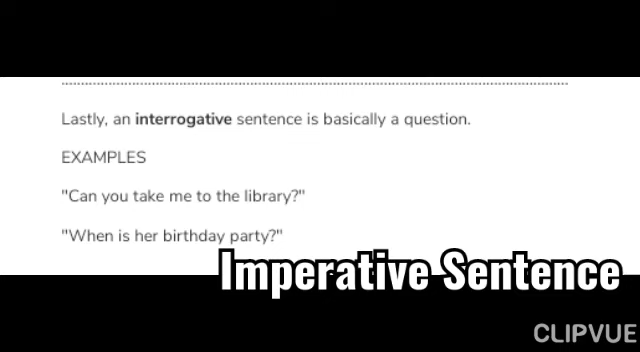 Lastly, an interrogative sentence is basically a question.
EXAMPLES
"Can you take me to the library?"
"When is her birthday party?"
Imperative Sentence
CLIPVUE